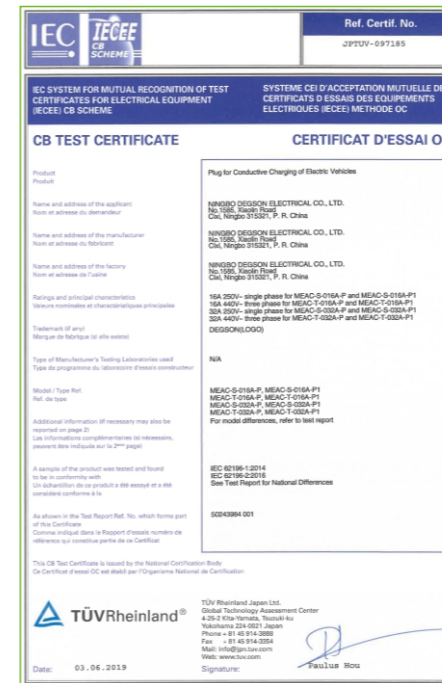 IEC IECEE CB SCHEME
Ref. Certif. No.
JPTUV-097185
IEC SYSTEM FOR MUTUAL RECOGNITION OF TEST
CERTIFICATES FOR ELECTRICAL EQUIPMENT
(IECEE) CB SCHEME
SYSTEME CEI D'ACCEPTATION MUTUELLE DE
CERTIFICATS D ESSAIS DES EQUIPEMENTS
ELECTRIQUES (IECEE) METHODE OC
CB TEST CERTIFICATE
CERTIFICAT D'ESSAI O
Product
Produit
Plug for Conductive Charging of Electric Vehicles
Name and address of the applicant
Nom et adresse du demandeur
NINGBO DEGSON ELECTRICAL CO., LTD.
No.1585, Xiaolin Road
Cixi, Ningbo 315321, P. R. China
Name and address of the manufacturer
Nom et adresse du fabricant
NINGBO DEGSON ELECTRICAL CO., LTD.
No.1585, Xiaolin Road
Cixi, Ningbo 315321, P. R. China
Name and address of the factory
Nom et adresse de l'usine
NINGBO DEGSON ELECTRICAL CO., LTD.
No.1585, Xiaolin Road
Cixi, Ningbo 315321, P. R. China
Ratings and principal characteristics
Valeurs nominales et charactéristiques principales
16A 250V~ single phase for MEAC-S-016A-P and MEAC-S-016A-P1
16A 440V~ three phase for MEAC-T-016A-P and MEAC-T-016A-P1
32A 250V~ single phase for MEAC-S-032A-P and MEAC-S-032A-P1
32A 440V~ three phase for MEAC-T-032A-P and MEAC-T-032A-P1
Trademark (if any)
Marque de fabrique (si elle existe)
DEGSON(LOGO)
Type of Manufacturer's Testing Laboratories used
Type de programme du laboratoire d'essais constructeur
N/A
Model / Type Ref.
Ref. de type
MEAC-S-016A-P, MEAC-S-016A-P1
MEAC-T-016A-P, MEAC-T-016A-P1
MEAC-S-032A-P, MEAC-S-032A-P1
MEAC-T-032A-P, MEAC-T-032A-P1
For model differences, refer to test report
Additional information (if necessary may also be
reported on page 2)
Les informations complémentaires (si nécessaire,
peuvent être indiqués sur la 2ème page)
A sample of the product was tested and found
to be in conformity with
Un échantillon de ce produit a été essayé et a été
considéré conforme à la
IEC 62196-1:2014
IEC 62196-2:2016
See Test Report for National Differences
As shown in the Test Report Ref. No. which forms part
of this Certificate
Comme indiqué dans le Rapport d'essais numéro de
référence qui constitue partie de ce Certificat
50243984 001
This CB Test Certificate is issued by the National Certification Body
Ce Certificat d'essai OC est établi par l'Organisme National de Certification
TÜVRheinland®
TÜV Rheinland Japan Ltd.
Global Technology Assessment Center
4-25-2 Kita-Yamata, Tsuzuki-ku
Yokohama 224-0021 Japan
Phone + 81 45 914-3888
Fax + 81 45 914-3354
Mail: info@jpn.tuv.com
Web: www.tuv.com
Date: 03.06.2019
Signature: Paulus Hou